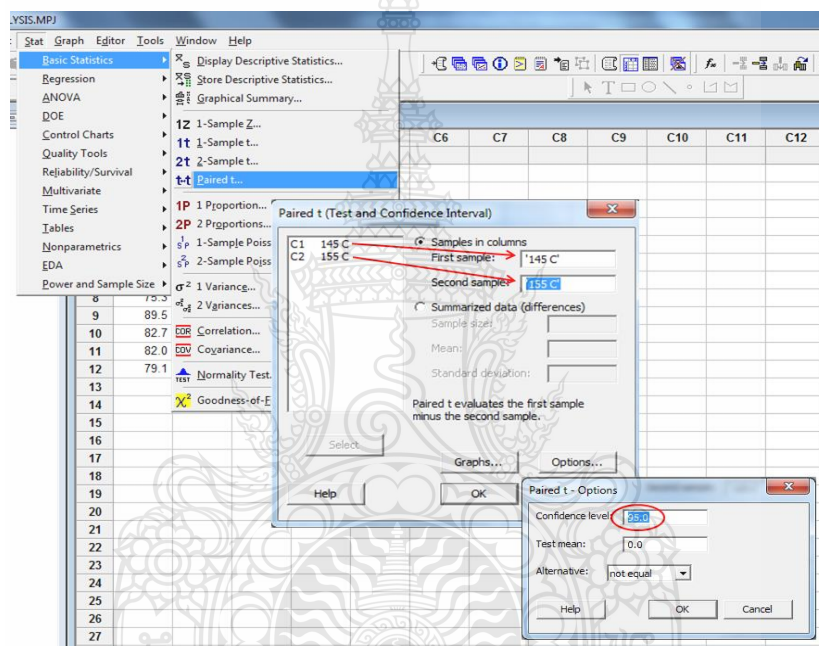 LYSIS.MPJ
Stat Graph Editor Tools Window Help
Basic Statistics
Regression
ANOVA
DOE
Control Charts
Quality Tools
Reliability/Survival
Multivariate
Time Series
Tables
Nonparametrics
EDA
Power and Sample Size
Display Descriptive Statistics...
Store Descriptive Statistics...
Graphical Summary...
1Z 1-Sample Z...
1t 1-Sample t...
2t 2-Sample t...
t-t Paired t...
1P 1 Proportion...
2P 2 Proportions...
1-Sample Poiss
2-Sample Poiss
σ² 1 Variance...
2 Variances...
COR Correlation...
COV Covariance...
TEST Normality Test.
χ² Goodness-of-F
C6 C7 C8 C9 C10 C11 C12
8 75.3
9 89.5
10 82.7
11 82.0
12 79.1
13
14
15
16
17
18
19
20
21
22
23
24
25
26
27
Paired t (Test and Confidence Interval)
C1 145 C
C2 155 C
Samples in columns
First sample: '145 C'
Second sample: '155 C'
Summarized data (differences)
Sample size:
Mean:
Standard deviation:
Paired t evaluates the first sample
minus the second sample.
Select
Graphs... Options...
Help OK
Paired t - Options
Confidence level: 95.0
Test mean: 0.0
Alternative: not equal
Help OK Cancel